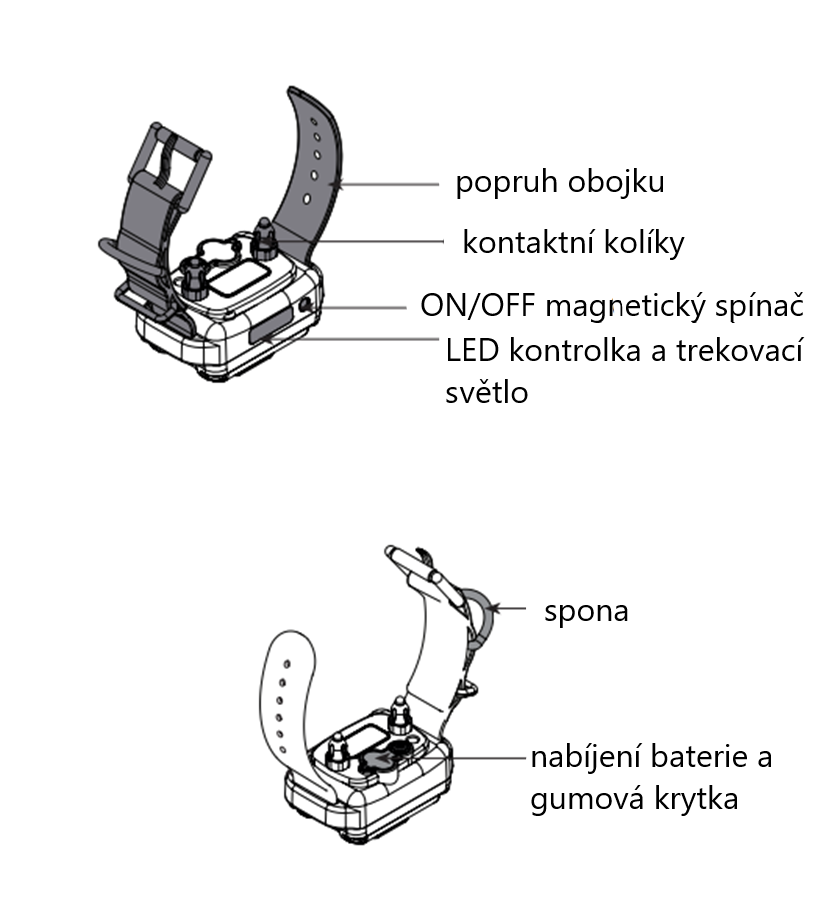 popruh obojku
kontaktní kolíky
ON/OFF magnetický spínač
LED kontrolka a trekovací
světlo
spona
nabíjení baterie a
gumová krytka